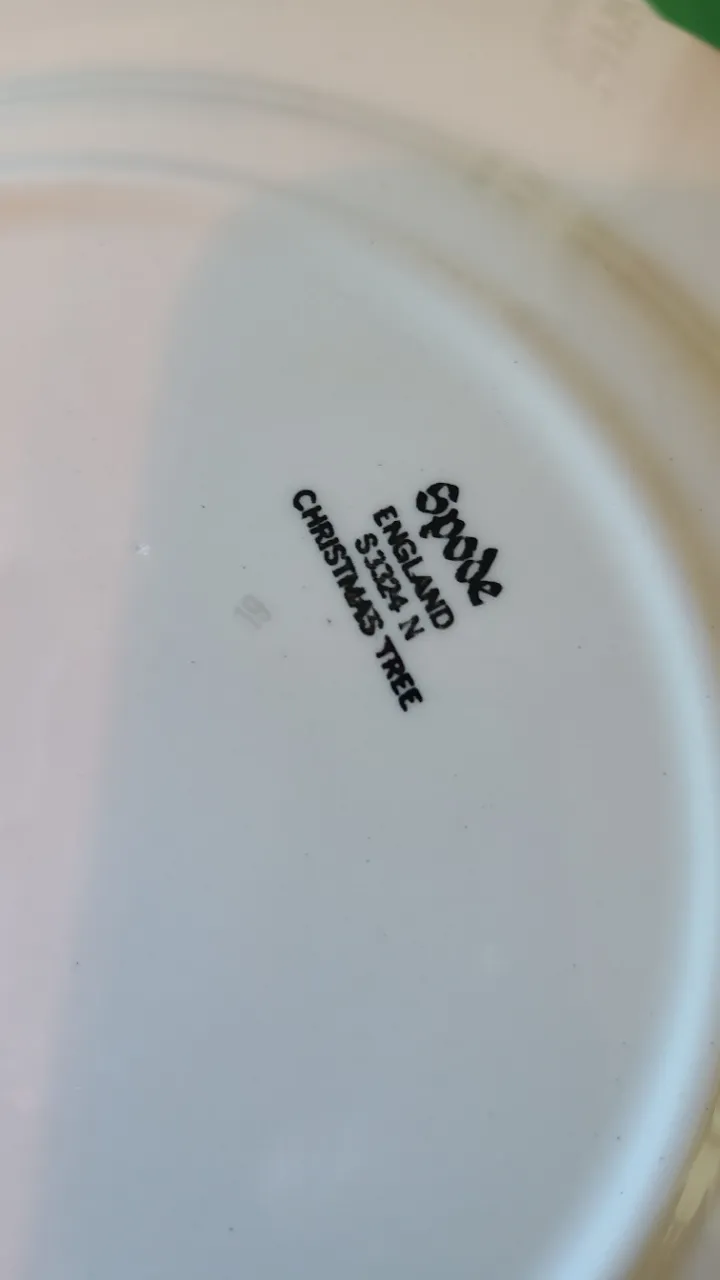 Spode
ENGLAND
S3324 N
CHRISTMAS TREE